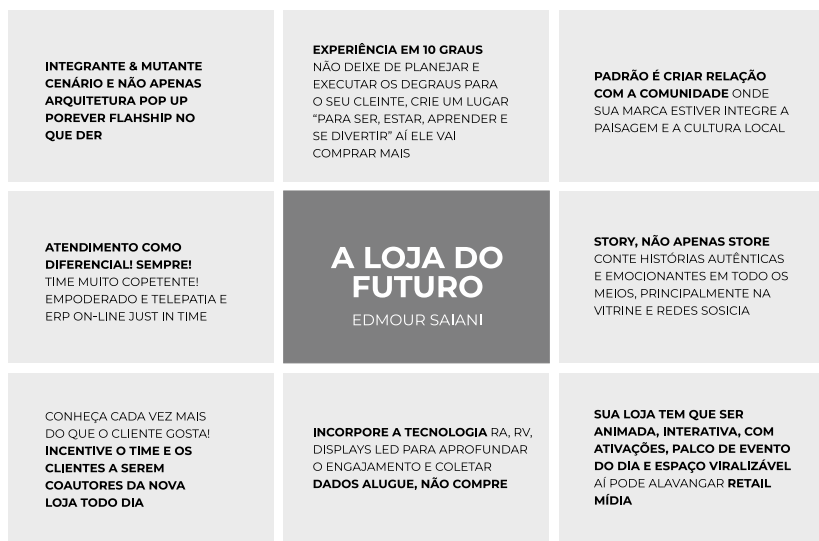 INTEGRANTE & MUTANTE
CENÁRIO E NÃO APENAS
ARQUITETURA POP UP
POREVER FLAHSHIP NO
QUE DER
EXPERIÊNCIA EM 10 GRAUS
NÃO DEIXE DE PLANEJAR E
EXECUTAR OS DEGRAUS PARA
O SEU CLEINTE, CRIE UM LUGAR
“PARA SER, ESTAR, APRENDER E
SE DIVERTIR” AÍ ELE VAI
COMPRAR MAIS
PADRÃO É CRIAR RELAÇÃO
COM A COMUNIDADE ONDE
SUA MARCA ESTIVER INTEGRE A
PAISAGEM E A CULTURA LOCAL
ATENDIMENTO COMO
DIFERENCIAL! SEMPRE!
TIME MUITO COPETENTE!
EMPODERADO E TELEPATIA E
ERP ON-LINE JUST IN TIME
A LOJA DO
FUTURO
EDMOUR SAIANI
STORY, NÃO APENAS STORE
CONTE HISTÓRIAS AUTÊNTICAS
E EMOCIONANTES EM TODO OS
MEIOS, PRINCIPALMENTE NA
VITRINE E REDES SOSICIA
CONHEÇA CADA VEZ MAIS
DO QUE O CLIENTE GOSTA!
INCENTIVE O TIME E OS
CLIENTES A SEREM
COAUTORES DA NOVA
LOJA TODO DIA
INCORPORE A TECNOLOGIA RA, RV,
DISPLAYS LED PARA APROFUNDAR
O ENGAJAMENTO E COLETAR
DADOS ALUGUE, NÃO COMPRE
SUA LOJA TEM QUE SER
ANIMADA, INTERATIVA, COM
ATIVAÇÕES, PALCO DE EVENTO
DO DIA E ESPAÇO VIRALIZÁVEL
AÍ PODE ALAVANGAR RETAIL
MÍDIA